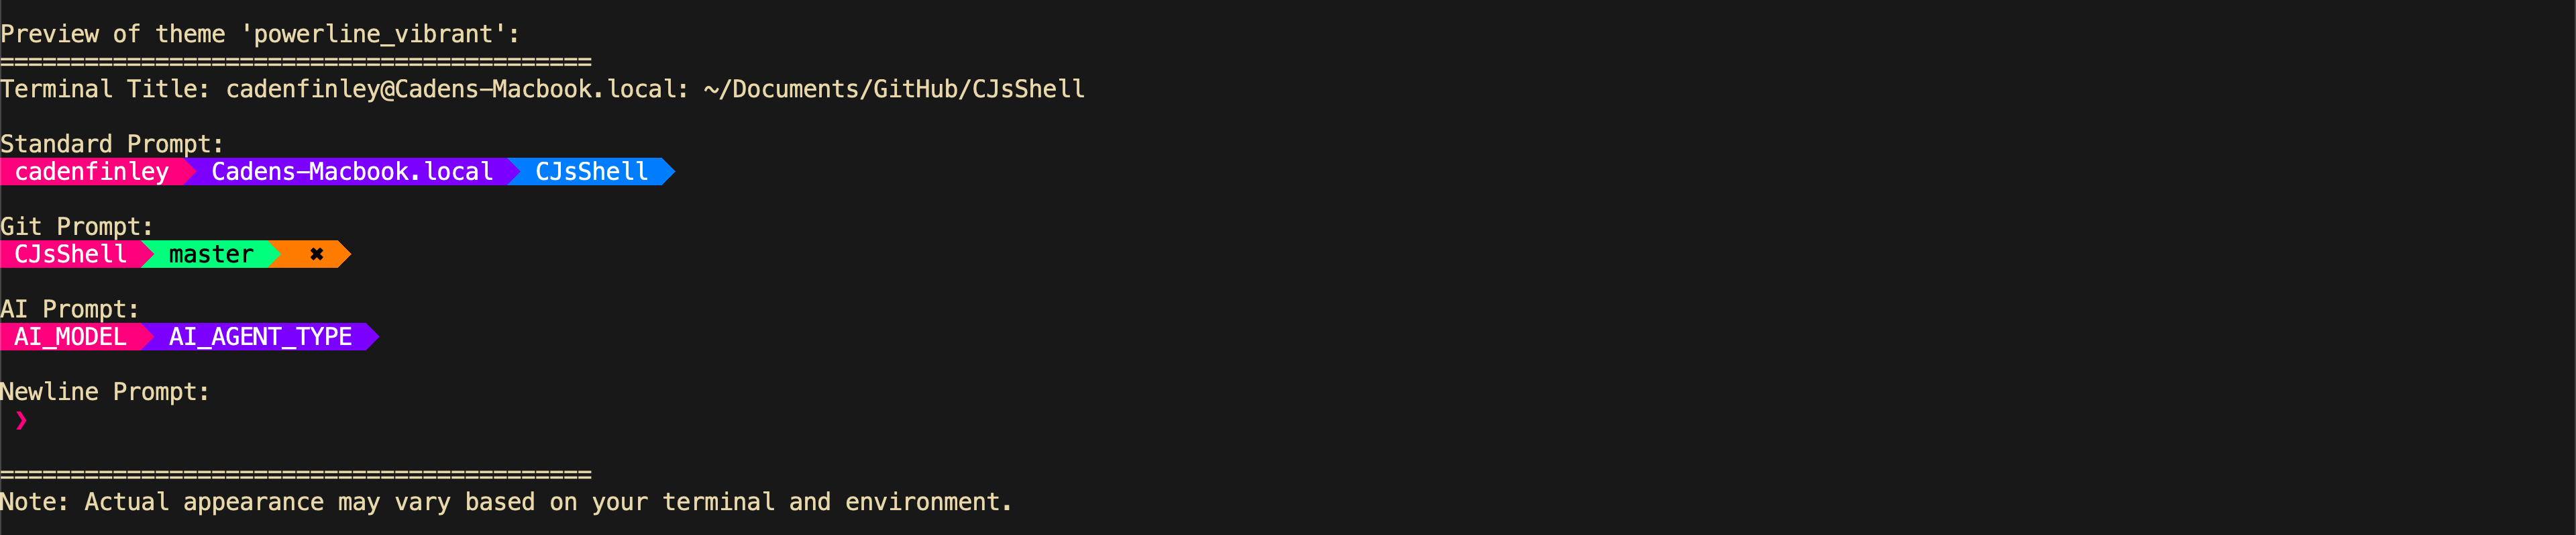 Preview of theme 'powerline_vibrant':
==========================================
Terminal Title: cadenfinley@Cadens-Macbook.local: ~/Documents/GitHub/CJsShell
Standard Prompt:
cadenfinley Cadens-Macbook.local CJsShell
Git Prompt:
CJsShell master ✖
AI Prompt:
AI_MODEL AI_AGENT_TYPE
Newline Prompt:
❯
==========================================
Note: Actual appearance may vary based on your terminal and environment.